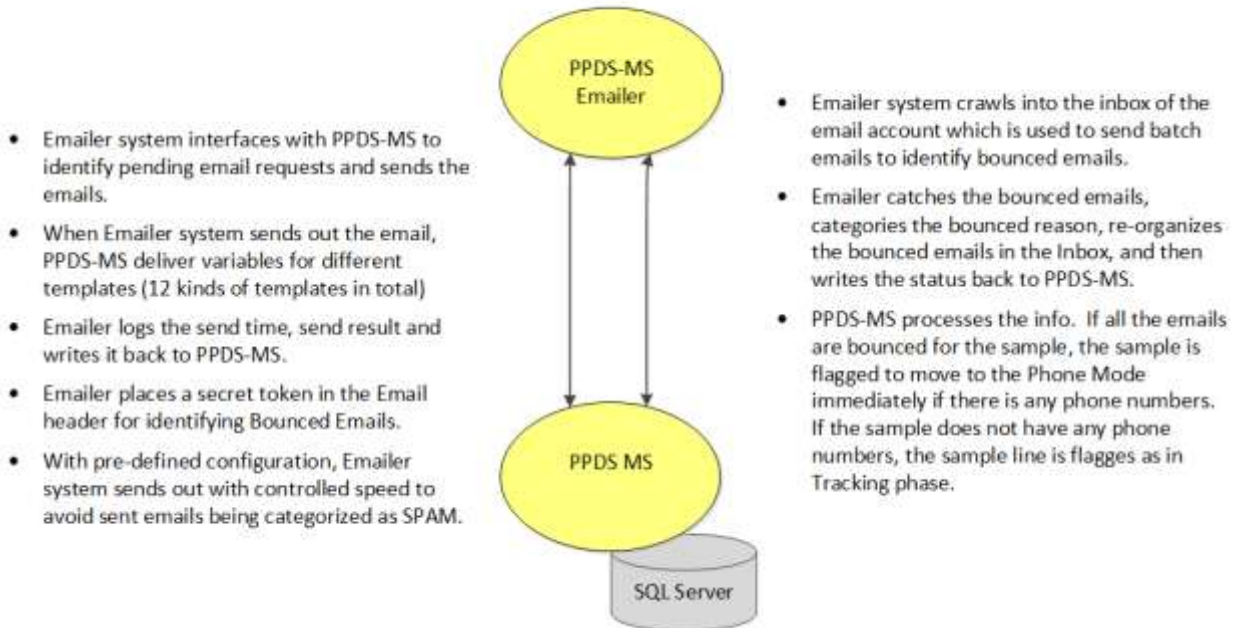 PPDS-MS
Emailer
• Emailer system interfaces with PPDS-MS to
identify pending email requests and sends the
emails.
• When Emailer system sends out the email,
PPDS-MS deliver variables for different
templates (12 kinds of templates in total)
• Emailer logs the send time, send result and
writes it back to PPDS-MS.
• Emailer places a secret token in the Email
header for identifying Bounced Emails.
• With pre-defined configuration, Emailer
system sends out with controlled speed to
avoid sent emails being categorized as SPAM.
• Emailer system crawls into the inbox of the
email account which is used to send batch
emails to identify bounced emails.
• Emailer catches the bounced emails,
categories the bounced reason, re-organizes
the bounced emails in the Inbox, and then
writes the status back to PPDS-MS.
• PPDS-MS processes the info.  If all the emails
are bounced for the sample, the sample is
flagged to move to the Phone Mode
immediately if there is any phone numbers.
If the sample does not have any phone
numbers, the sample line is flagges as in
Tracking phase.
PPDS MS
SQL Server